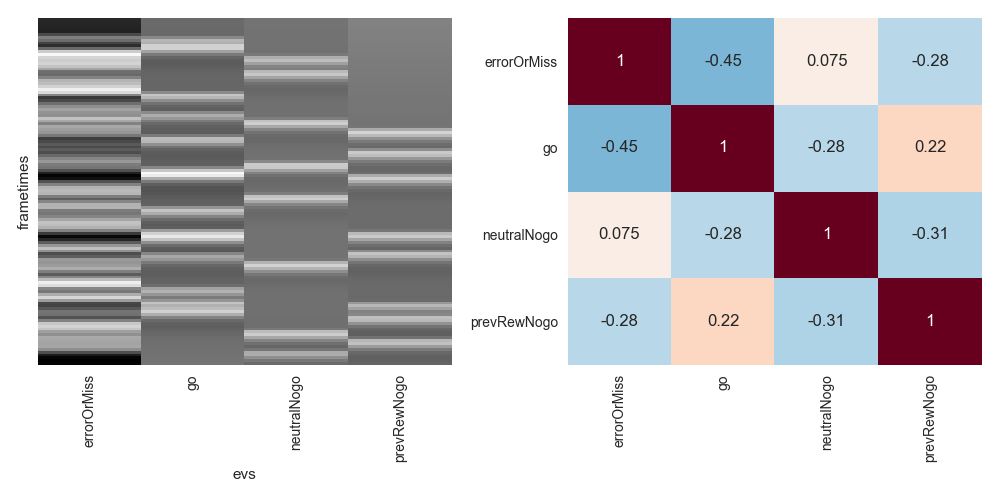 frametimes
errorOrMiss
go
neutralNogo
prevRewNogo
evs
errorOrMiss
1
-0.45
0.075
-0.28
go
-0.45
1
-0.28
0.22
neutralNogo
0.075
-0.28
1
-0.31
prevRewNogo
-0.28
0.22
-0.31
1
errorOrMiss
go
neutralNogo
prevRewNogo